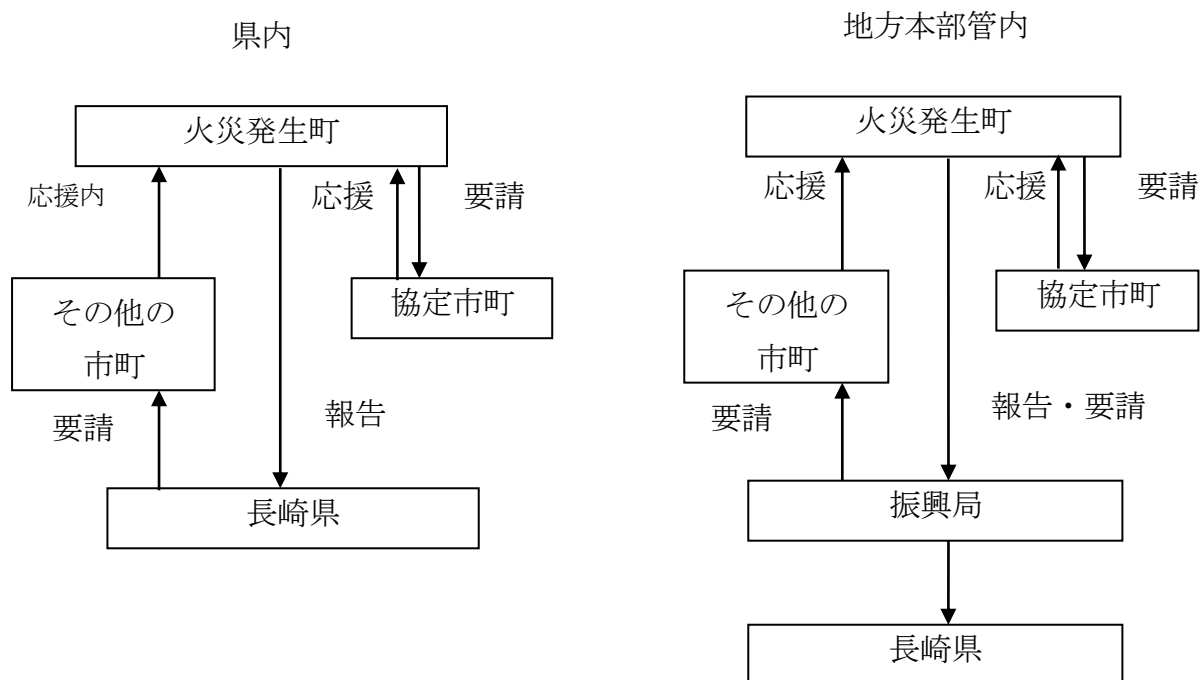 県内
火災発生町
応援内
応援
要請
その他の
市町
協定市町
要請
報告
長崎県
地方本部管内
火災発生町
応援
応援
要請
その他の
市町
協定市町
要請
報告・要請
振興局
長崎県